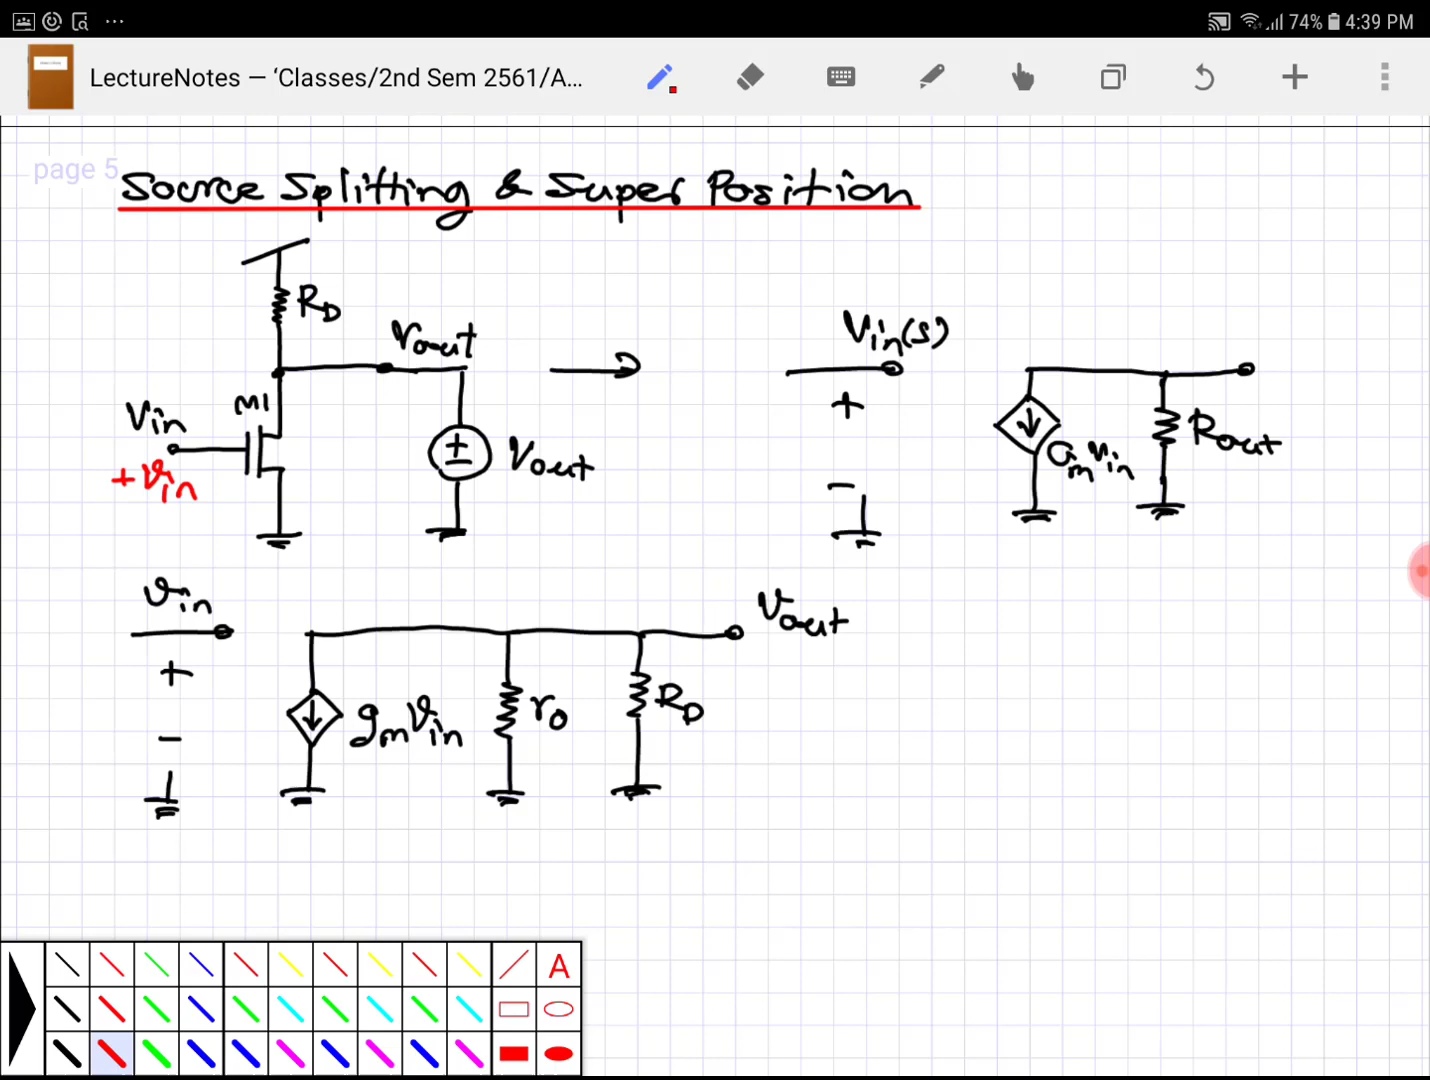 74% 4:39 PM
LectureNotes — ‘Classes/2nd Sem 2561/A...
page 5
Source Splitting & Super Position
RD
Vout
Vin(s)
M1
Vin
+vin
+
−
Vout
+
−
Gmvin
Rout
vin
Vout
+
−
gmvin
ro
RD
A